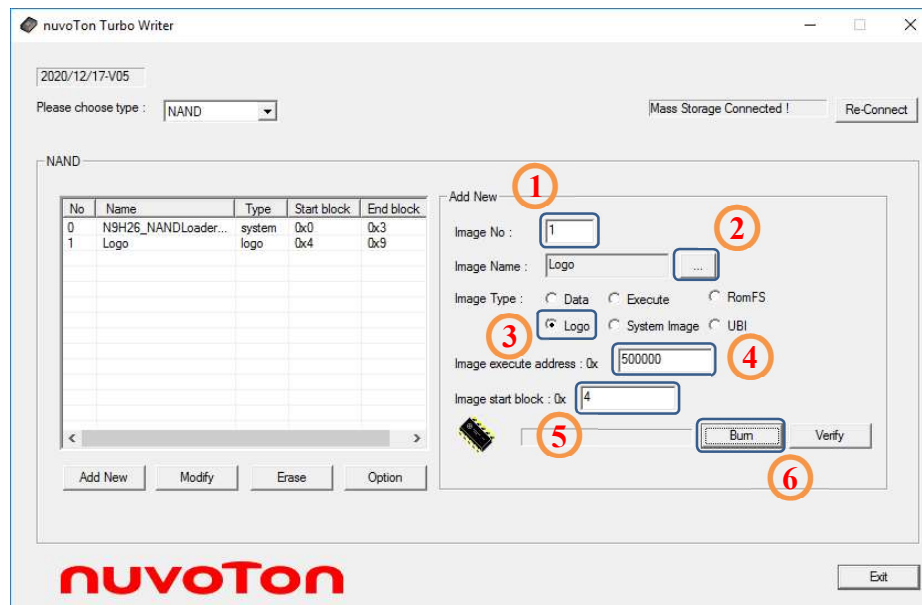 nuvoTon Turbo Writer
2020/12/17-V05
Please choose type : NAND
Mass Storage Connected !
Re-Connect
NAND
No Name Type Start block End block
0 N9H26_NANDLoader... system 0x0 0x3
1 Logo logo 0x4 0x9
Add New
1
Image No : 1
2
Image Name : Logo ...
Image Type : Data Execute RomFS
3
Logo System Image UBI
4
Image execute address : 0x 500000
Image start block : 0x 4
5
Burn Verify
6
Add New Modify Erase Option
nuvoTon
Exit